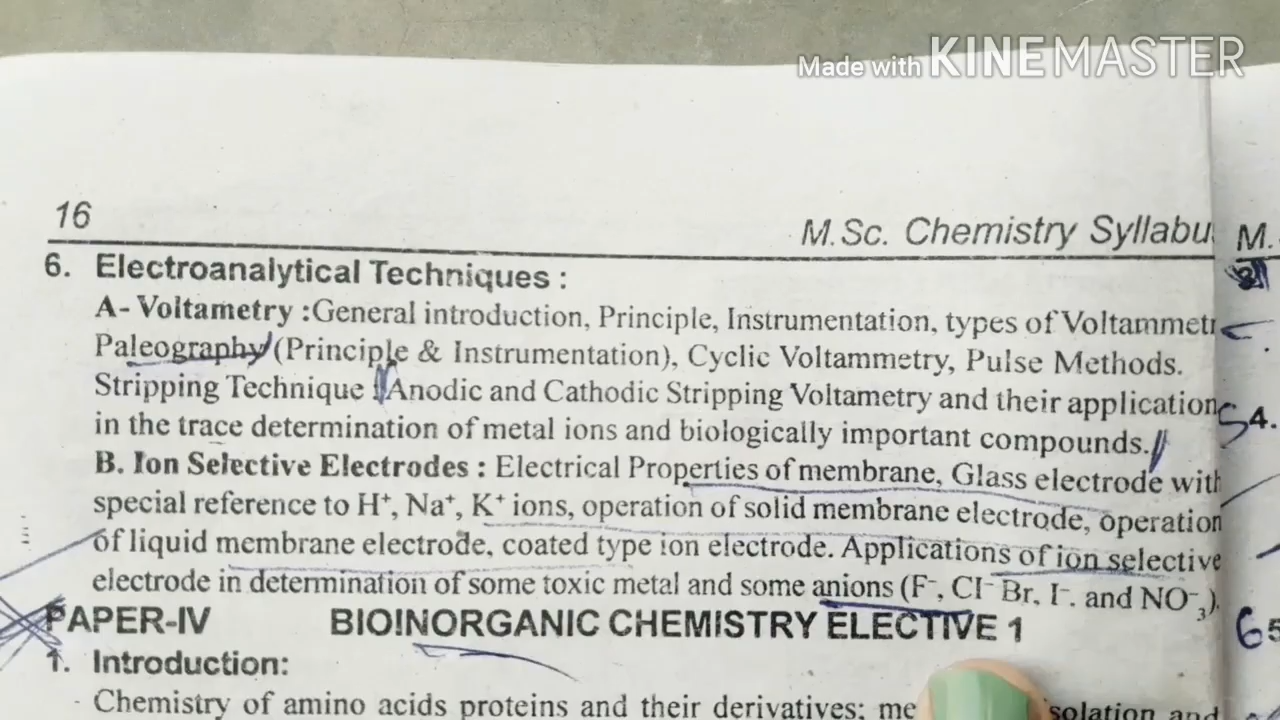 Made with KINEMASTER
16
M.Sc. Chemistry Syllabu
M.
6. Electroanalytical Techniques :
A- Voltametry :General introduction, Principle, Instrumentation, types of Voltammetr
Paleography (Principle & Instrumentation), Cyclic Voltammetry, Pulse Methods.
Stripping Technique : Anodic and Cathodic Stripping Voltametry and their application
in the trace determination of metal ions and biologically important compounds.
4.
B. Ion Selective Electrodes : Electrical Properties of membrane, Glass electrode with
special reference to H⁺, Na⁺, K⁺ ions, operation of solid membrane electrode, operation
of liquid membrane electrode, coated type ion electrode. Applications of ion selective
electrode in determination of some toxic metal and some anions (F⁻, Cl⁻ Br, I⁻. and NO⁻₃).
PAPER-IV BIOINORGANIC CHEMISTRY ELECTIVE 1
6 5
1. Introduction:
Chemistry of amino acids proteins and their derivatives; me solation and